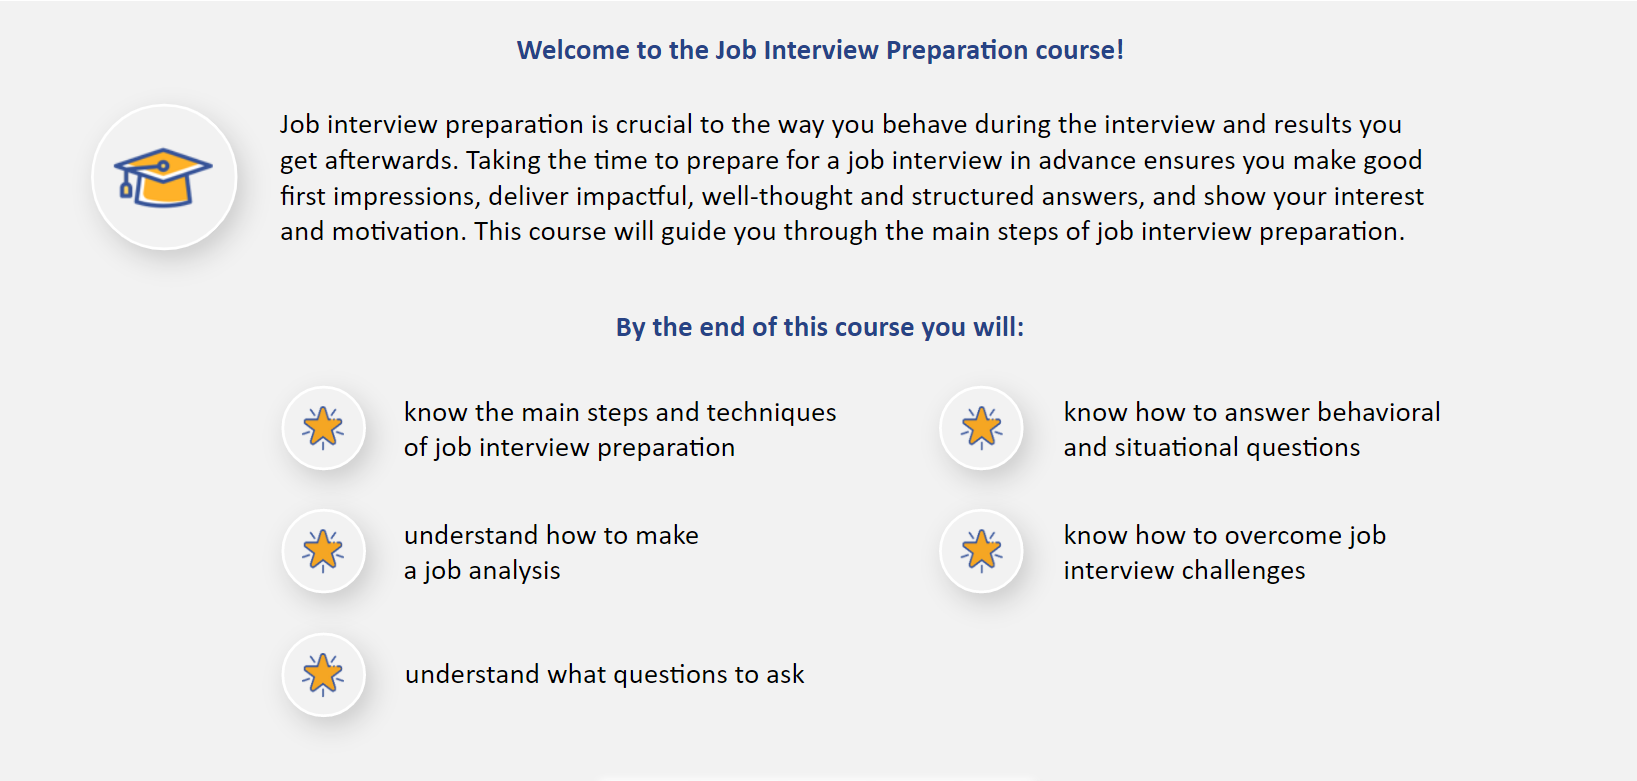 Welcome to the Job Interview Preparation course!
Job interview preparation is crucial to the way you behave during the interview and results you
get afterwards. Taking the time to prepare for a job interview in advance ensures you make good
first impressions, deliver impactful, well-thought and structured answers, and show your interest
and motivation. This course will guide you through the main steps of job interview preparation.
By the end of this course you will:
know the main steps and techniques
of job interview preparation
understand how to make
a job analysis
understand what questions to ask
know how to answer behavioral
and situational questions
know how to overcome job
interview challenges